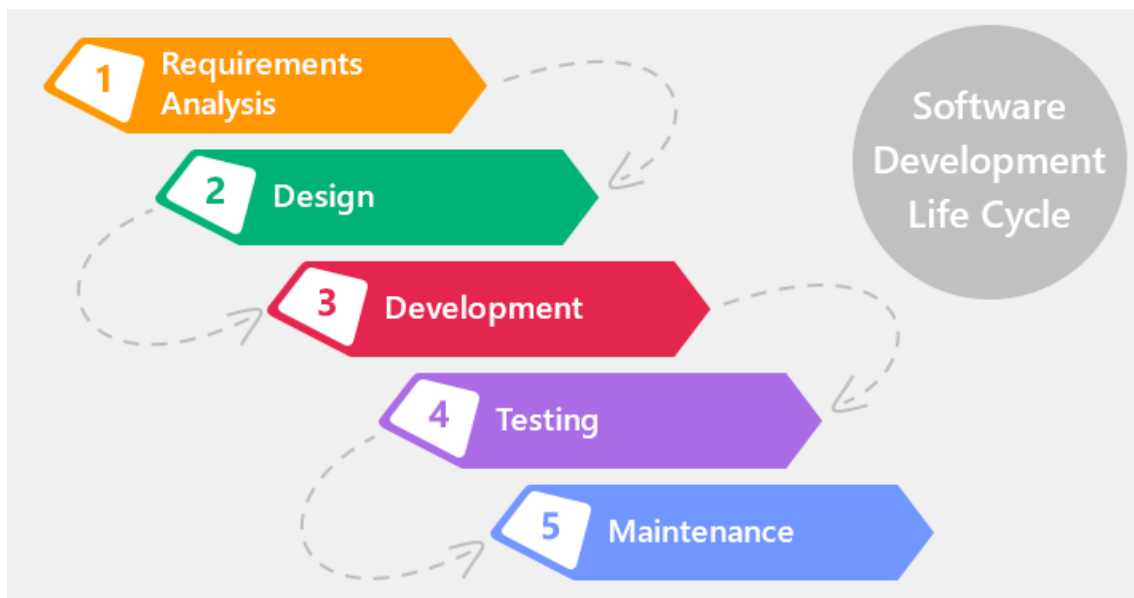 1
Requirements
Analysis
2
Design
3
Development
4
Testing
5
Maintenance
Software
Development
Life Cycle